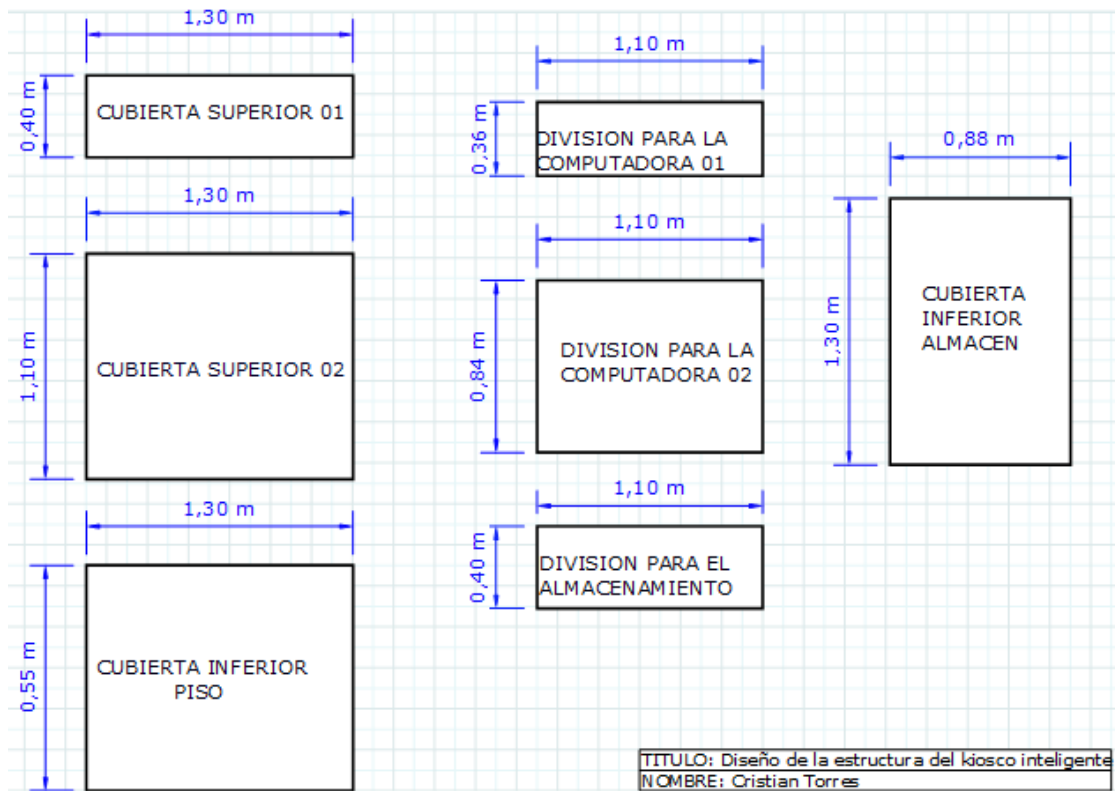 1,30 m
0,40 m
CUBIERTA SUPERIOR 01
1,30 m
1,10 m
CUBIERTA SUPERIOR 02
1,30 m
0,55 m
CUBIERTA INFERIOR
PISO
1,10 m
0,36 m
DIVISION PARA LA
COMPUTADORA 01
1,10 m
0,84 m
DIVISION PARA LA
COMPUTADORA 02
1,10 m
0,40 m
DIVISION PARA EL
ALMACENAMIENTO
0,88 m
1,30 m
CUBIERTA
INFERIOR
ALMACEN
TITULO: Diseño de la estructura del kiosco inteligente
NOMBRE: Cristian Torres